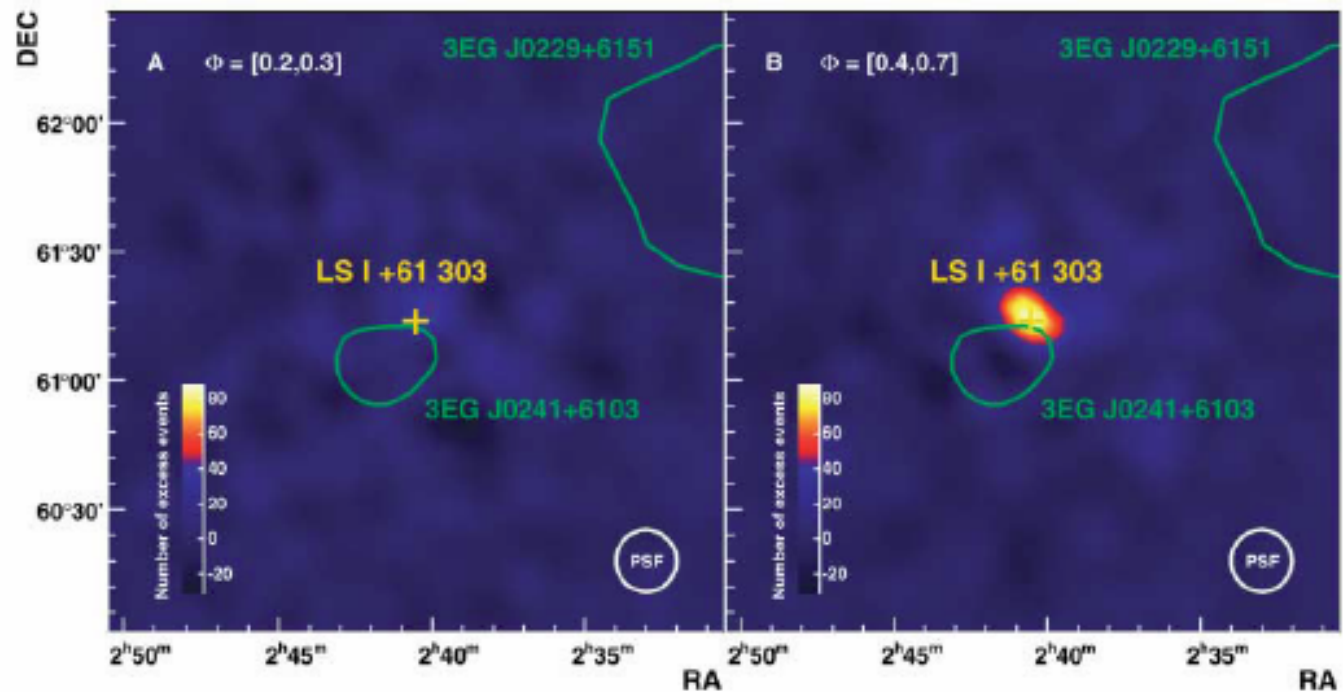 DEC
A Φ = [0.2,0.3]
3EG J0229+6151
B Φ = [0.4,0.7]
3EG J0229+6151
62°00'
61°30'
61°00'
60°30'
LS I +61 303
LS I +61 303
3EG J0241+6103
3EG J0241+6103
Number of excess events
80
60
40
20
0
-20
Number of excess events
80
60
40
20
0
-20
PSF
PSF
2ʰ50ᵐ 2ʰ45ᵐ 2ʰ40ᵐ 2ʰ35ᵐ
RA
2ʰ50ᵐ 2ʰ45ᵐ 2ʰ40ᵐ 2ʰ35ᵐ
RA